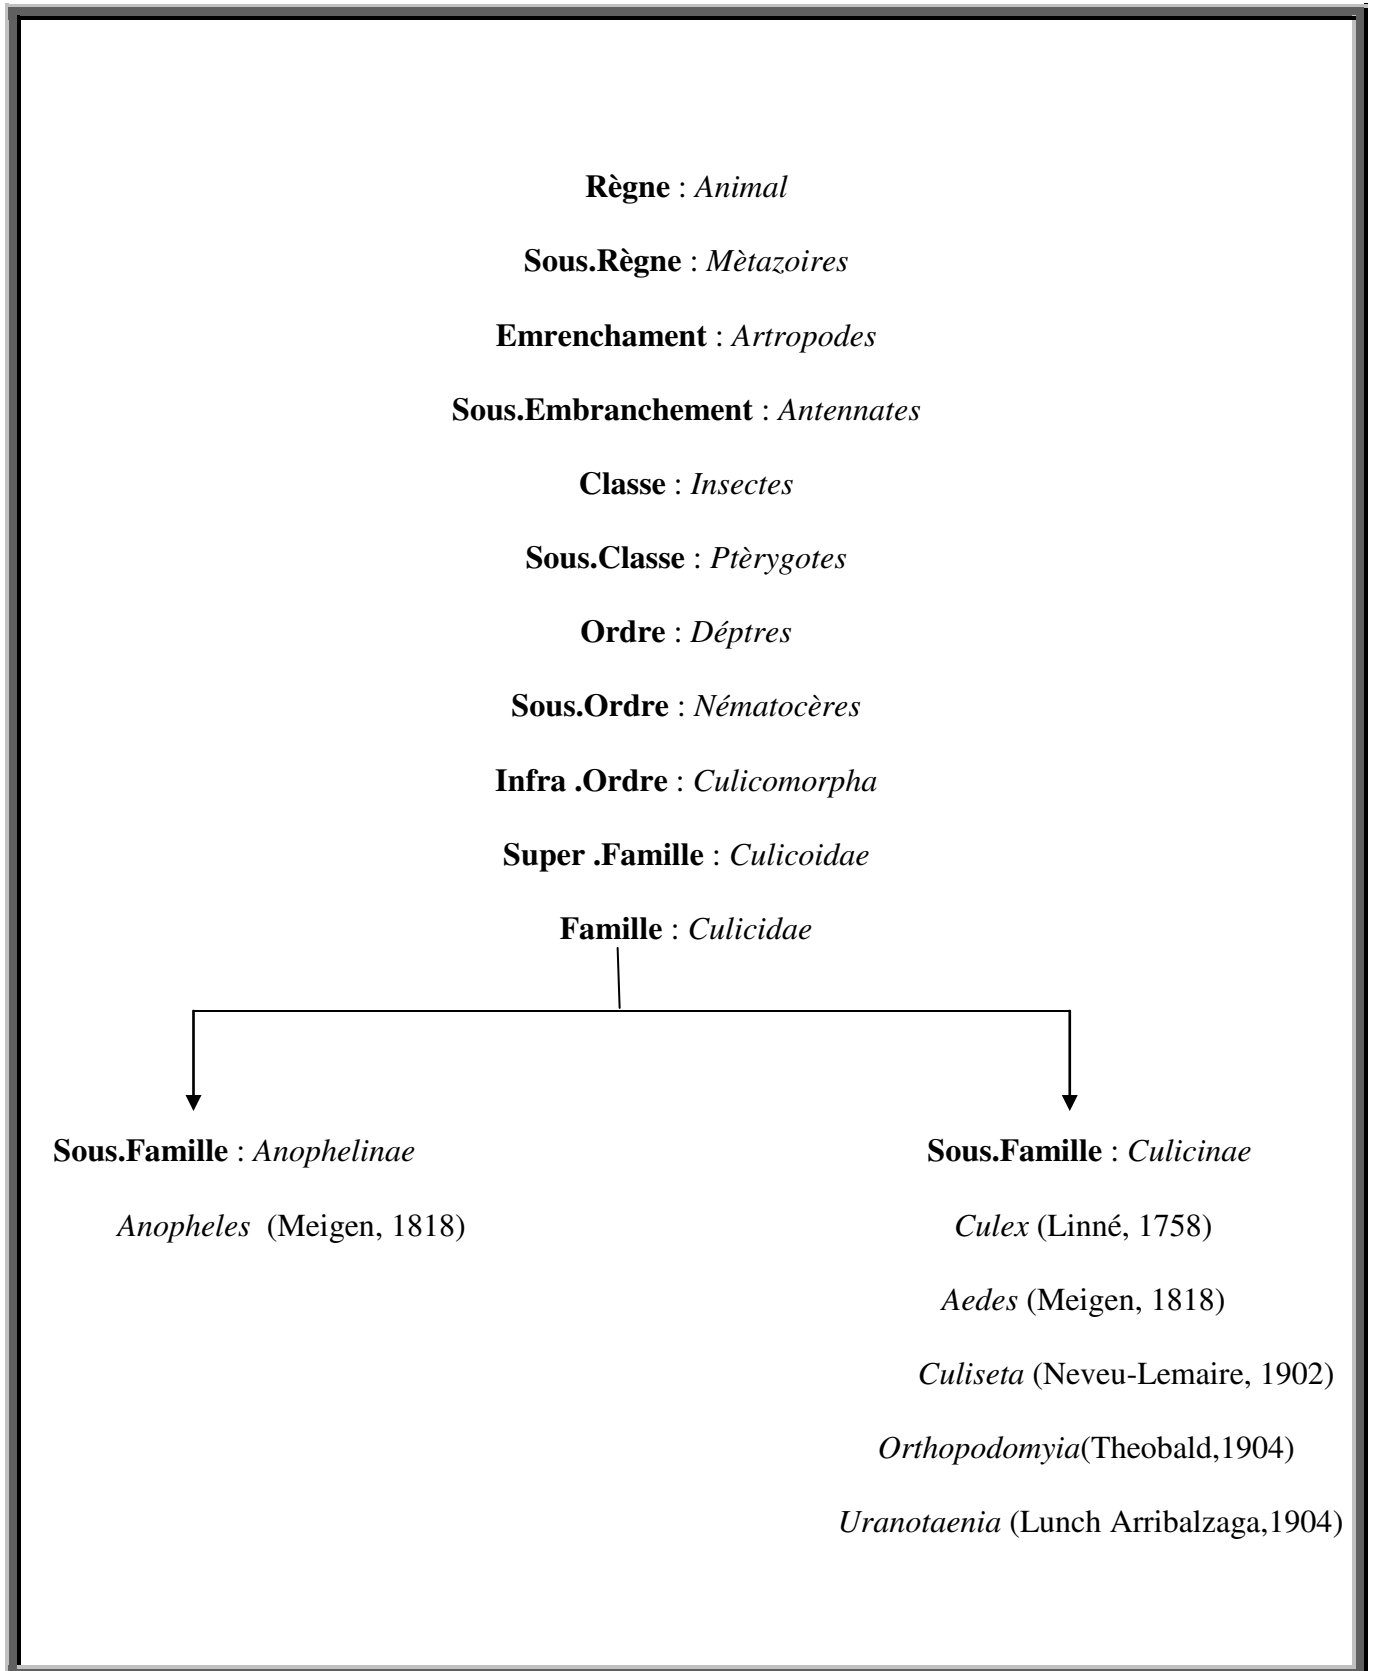 Règne : Animal
Sous.Règne : Mètazoires
Emrenchament : Artropodes
Sous.Embranchement : Antennates
Classe : Insectes
Sous.Classe : Ptèrygotes
Ordre : Déptres
Sous.Ordre : Nématocères
Infra .Ordre : Culicomorpha
Super .Famille : Culicoidae
Famille : Culicidae
Sous.Famille : Anophelinae
Anopheles (Meigen, 1818)
Sous.Famille : Culicinae
Culex (Linné, 1758)
Aedes (Meigen, 1818)
Culiseta (Neveu-Lemaire, 1902)
Orthopodomyia(Theobald,1904)
Uranotaenia (Lunch Arribalzaga,1904)